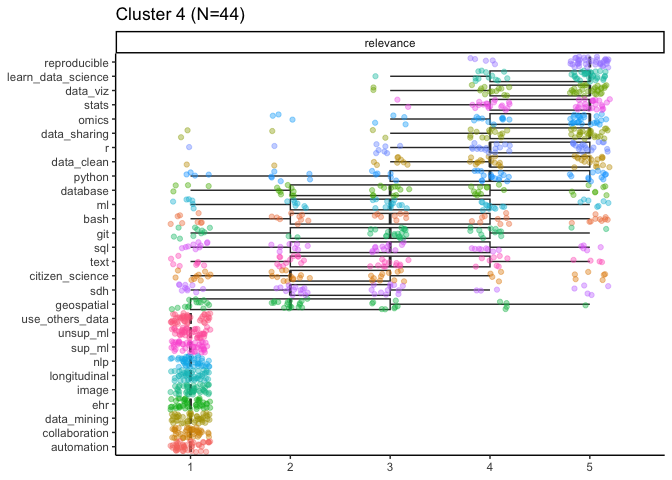 Cluster 4 (N=44)
relevance
reproducible
learn_data_science
data_viz
stats
omics
data_sharing
r
data_clean
python
database
ml
bash
git
sql
text
citizen_science
sdh
geospatial
use_others_data
unsup_ml
sup_ml
nlp
longitudinal
image
ehr
data_mining
collaboration
automation
1 2 3 4 5